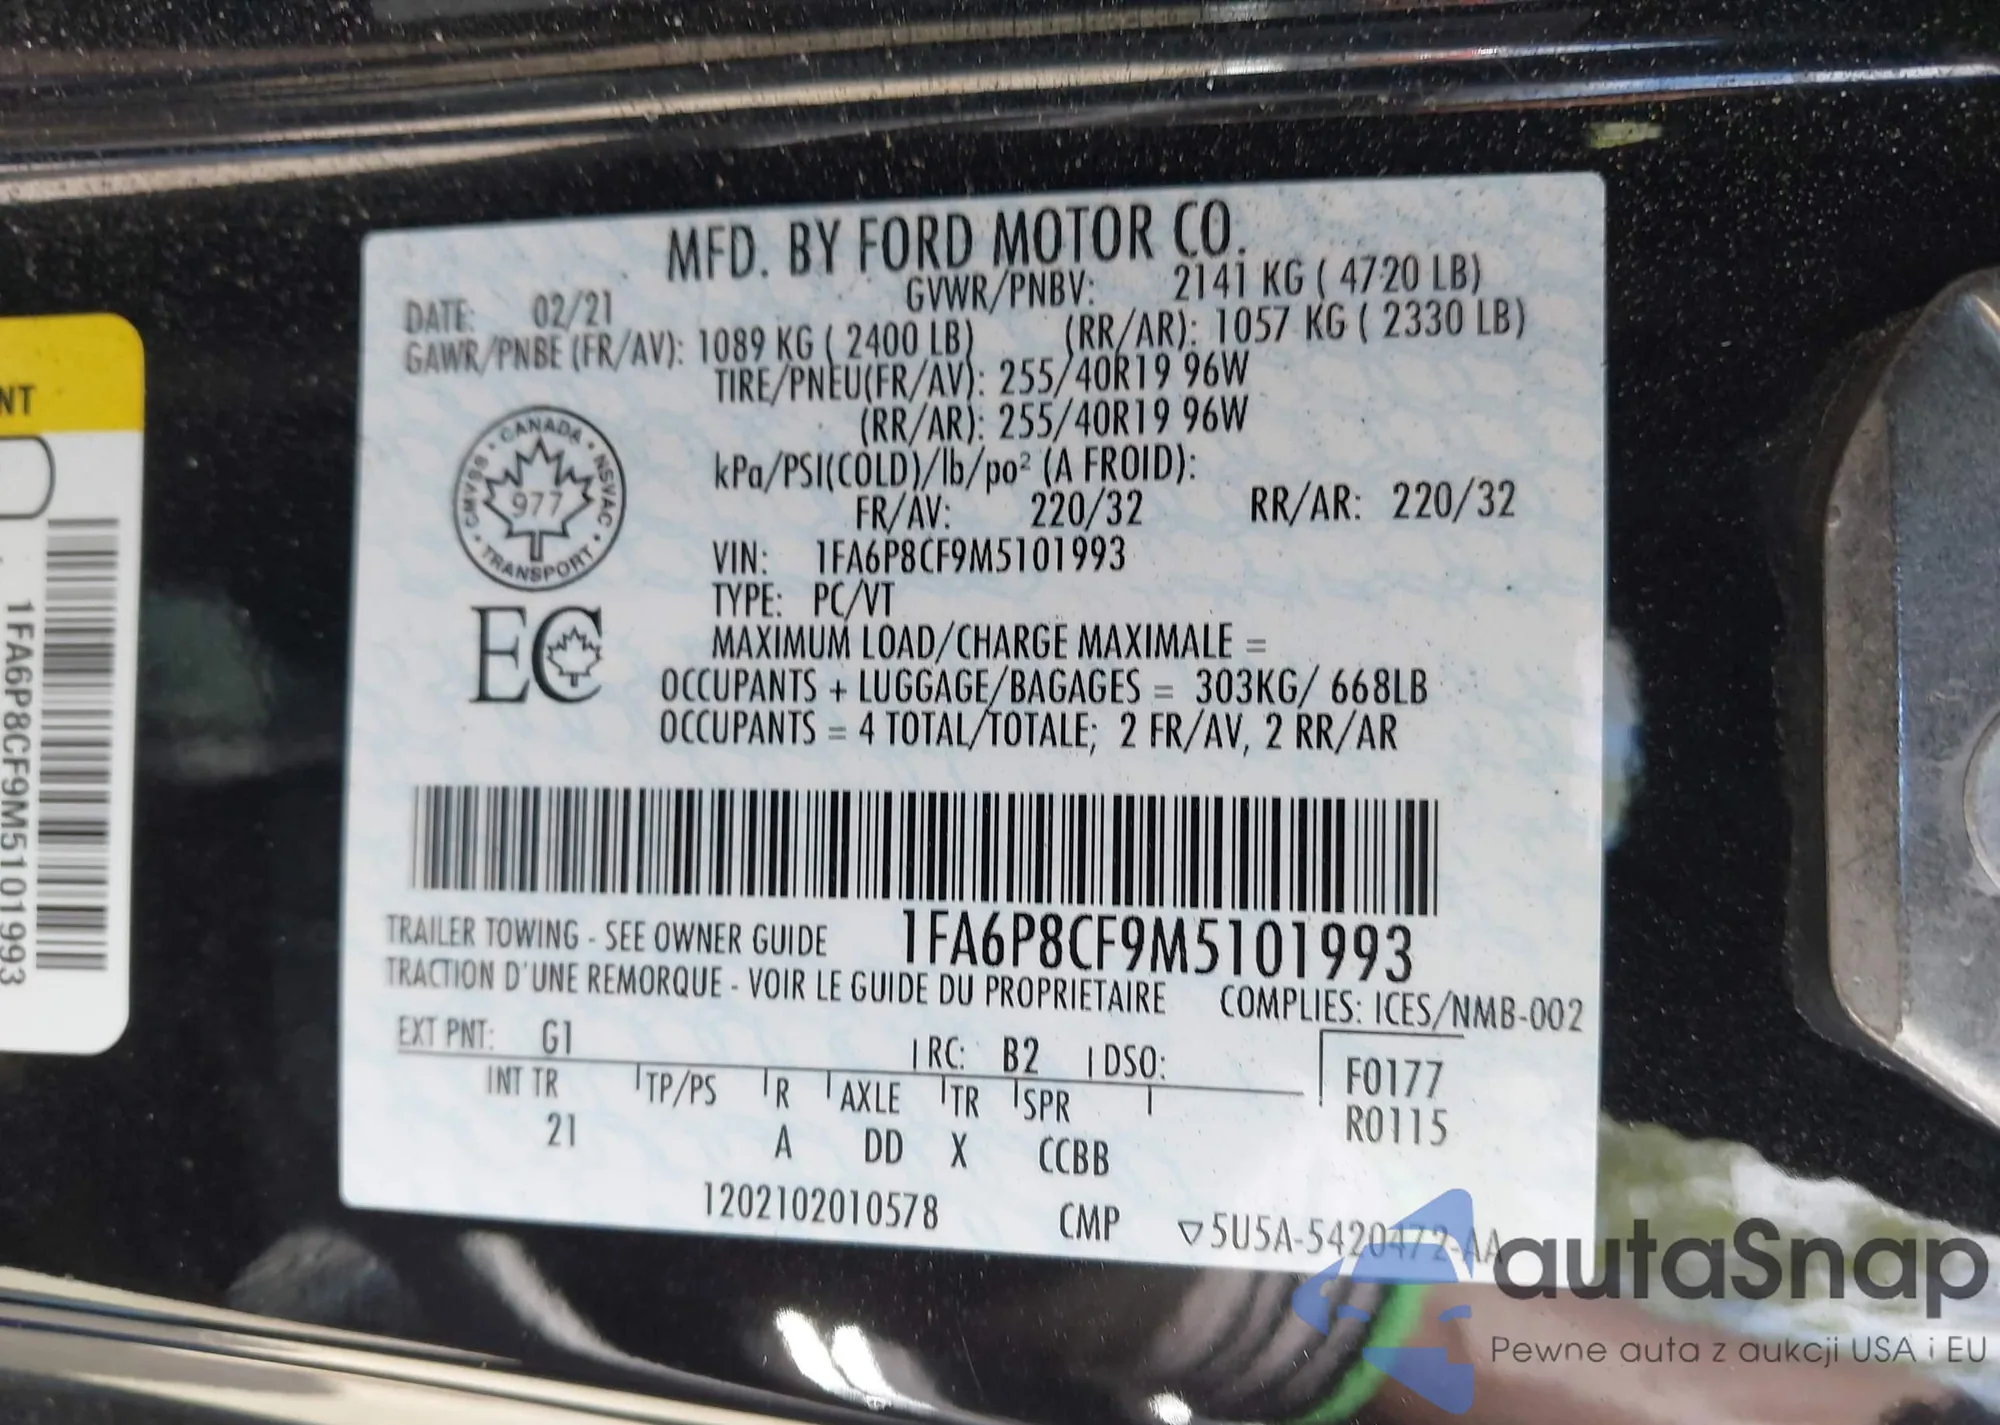 MFD. BY FORD MOTOR CO.
DATE: 02/21 GVWR/PNBV: 2141 KG ( 4720 LB)
GAWR/PNBE (FR/AV): 1089 KG ( 2400 LB) (RR/AR): 1057 KG ( 2330 LB)
TIRE/PNEU(FR/AV): 255/40R19 96W
(RR/AR): 255/40R19 96W
kPa/PSI(COLD)/lb/po² (A FROID):
FR/AV: 220/32 RR/AR: 220/32
VIN: 1FA6P8CF9M5101993
TYPE: PC/VT
MAXIMUM LOAD/CHARGE MAXIMALE =
OCCUPANTS + LUGGAGE/BAGAGES = 303KG/ 668LB
OCCUPANTS = 4 TOTAL/TOTALE; 2 FR/AV, 2 RR/AR
CANADA • NSVAC • TRANSPORT • CMVSS •
977
EC
TRAILER TOWING - SEE OWNER GUIDE 1FA6P8CF9M5101993
TRACTION D'UNE REMORQUE - VOIR LE GUIDE DU PROPRIETAIRE COMPLIES: ICES/NMB-002
EXT PNT: G1 RC: B2 DSO: F0177
INT TR TP/PS R AXLE TR SPR R0115
21 A DD X CCBB
1202102010578 CMP ▽5U5A-5420472-AA
NT
1FA6P8CF9M5101993
autoSnap
Pewne auta z aukcji USA i EU